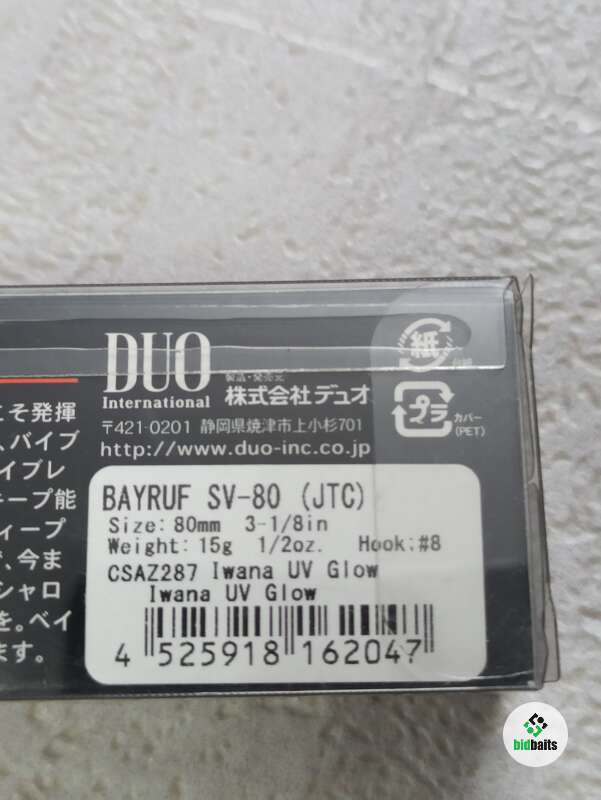 DUO
International
製造・発売元
株式会社デュオ
〒421-0201 静岡県焼津市上小杉701
http://www.duo-inc.co.jp
紙
プラ
カバー
(PET)
こそ発揮
、バイブ
イブレ
キープ能
ディープ
で、今ま
シャロ
を。ベイ
ます。
BAYRUF SV-80 (JTC)
Size: 80mm 3-1/8in
Weight: 15g 1/2oz. Hook:#8
CSAZ287 Iwana UV Glow
Iwana UV Glow
4 525918 162047
bidbaits